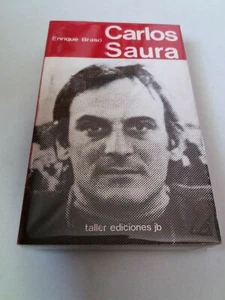 Carlos
Enrique Brasó
Saura
taller ediciones jb